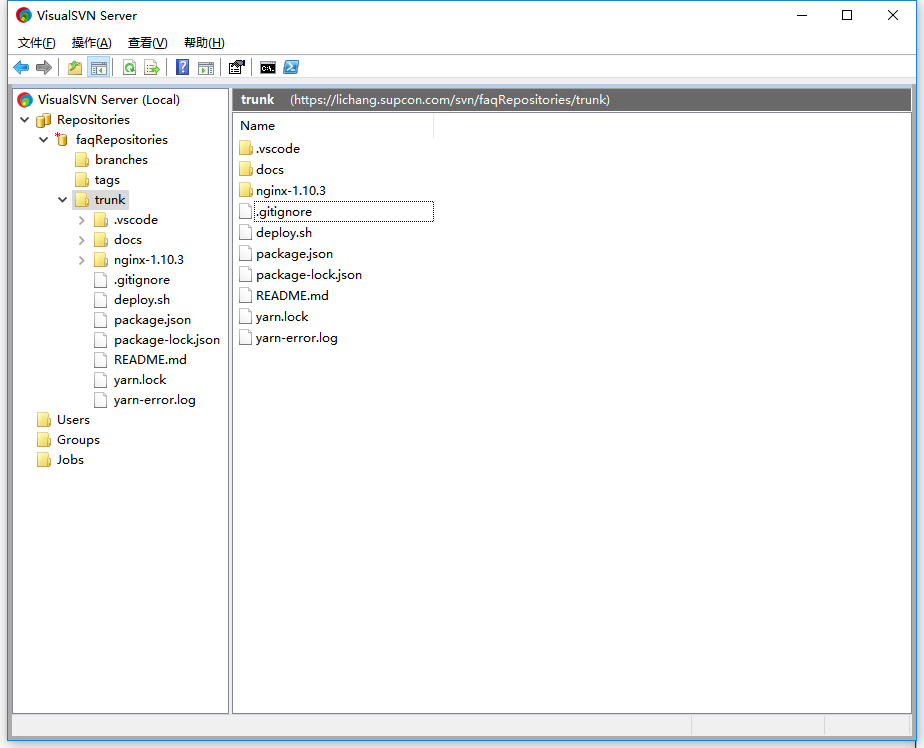 VisualSVN Server
文件(F) 操作(A) 查看(V) 帮助(H)
VisualSVN Server (Local)
Repositories
faqRepositories
branches
tags
trunk
.vscode
docs
nginx-1.10.3
.gitignore
deploy.sh
package.json
package-lock.json
README.md
yarn.lock
yarn-error.log
Users
Groups
Jobs
trunk (https://lichang.supcon.com/svn/faqRepositories/trunk)
Name
.vscode
docs
nginx-1.10.3
.gitignore
deploy.sh
package.json
package-lock.json
README.md
yarn.lock
yarn-error.log